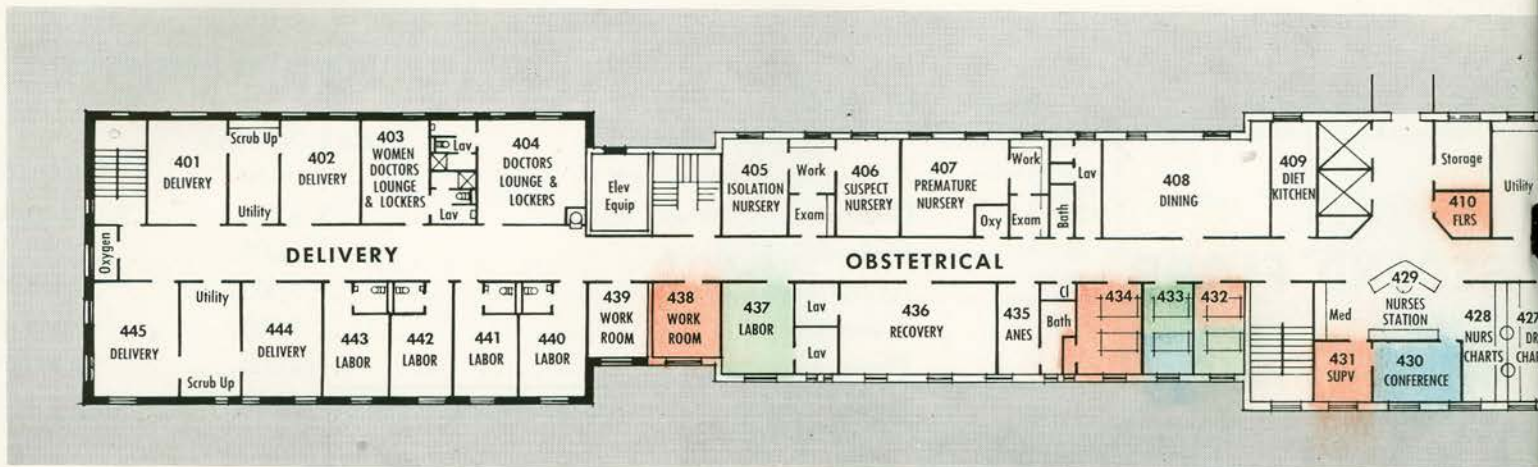 401
DELIVERY
Scrub Up
Utility
402
DELIVERY
403
WOMEN
DOCTORS
LOUNGE
& LOCKERS
Lav
Lav
404
DOCTORS
LOUNGE &
LOCKERS
Elev
Equip
405
ISOLATION
NURSERY
Work
Exam
406
SUSPECT
NURSERY
407
PREMATURE
NURSERY
Oxy
Work
Exam
Lav
Bath
408
DINING
409
DIET
KITCHEN
Storage
410
FLRS
Utility
Oxygen
DELIVERY
OBSTETRICAL
445
DELIVERY
Utility
Scrub Up
444
DELIVERY
443
LABOR
442
LABOR
441
LABOR
440
LABOR
439
WORK
ROOM
438
WORK
ROOM
437
LABOR
Lav
Lav
436
RECOVERY
435
ANES
Cl
Bath
434
433
432
Med
429
NURSES
STATION
431
SUPV
430
CONFERENCE
428
NURS
CHARTS
427
DR
CHA